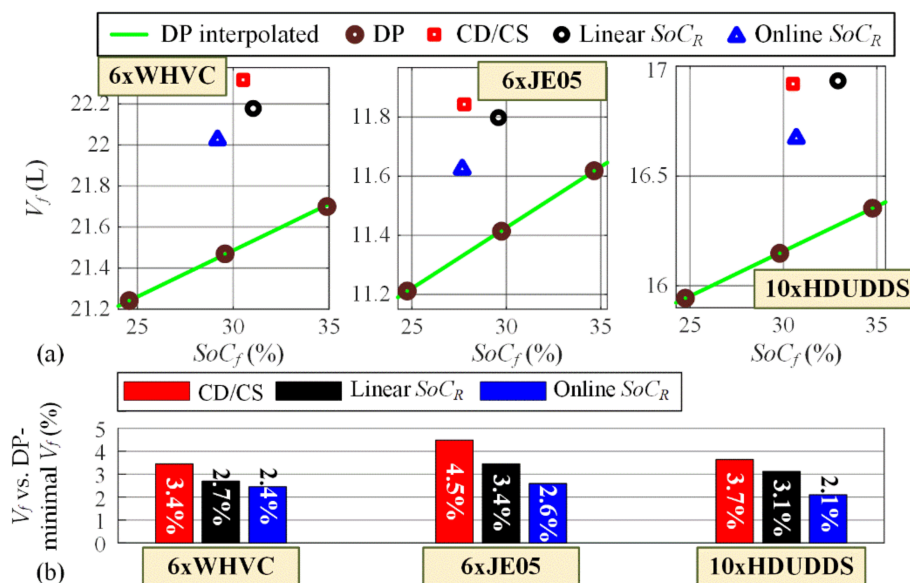 DP interpolated DP CD/CS Linear SoC_R Online SoC_R
6xWHVC
6xJE05
10xHDUDDS
V_f (L)
22.2
22
21.8
21.6
21.4
21.2
25 30 35
SoC_f (%)
11.8
11.6
11.4
11.2
25 30 35
SoC_f (%)
17
16.5
16
25 30 35
SoC_f (%)
(a)
CD/CS Linear SoC_R Online SoC_R
V_f vs. DP-
minimal V_f (%)
5
4
3
2
1
0
3.4% 2.7% 2.4%
4.5% 3.4% 2.6%
3.7% 3.1% 2.1%
6xWHVC 6xJE05 10xHDUDDS
(b)